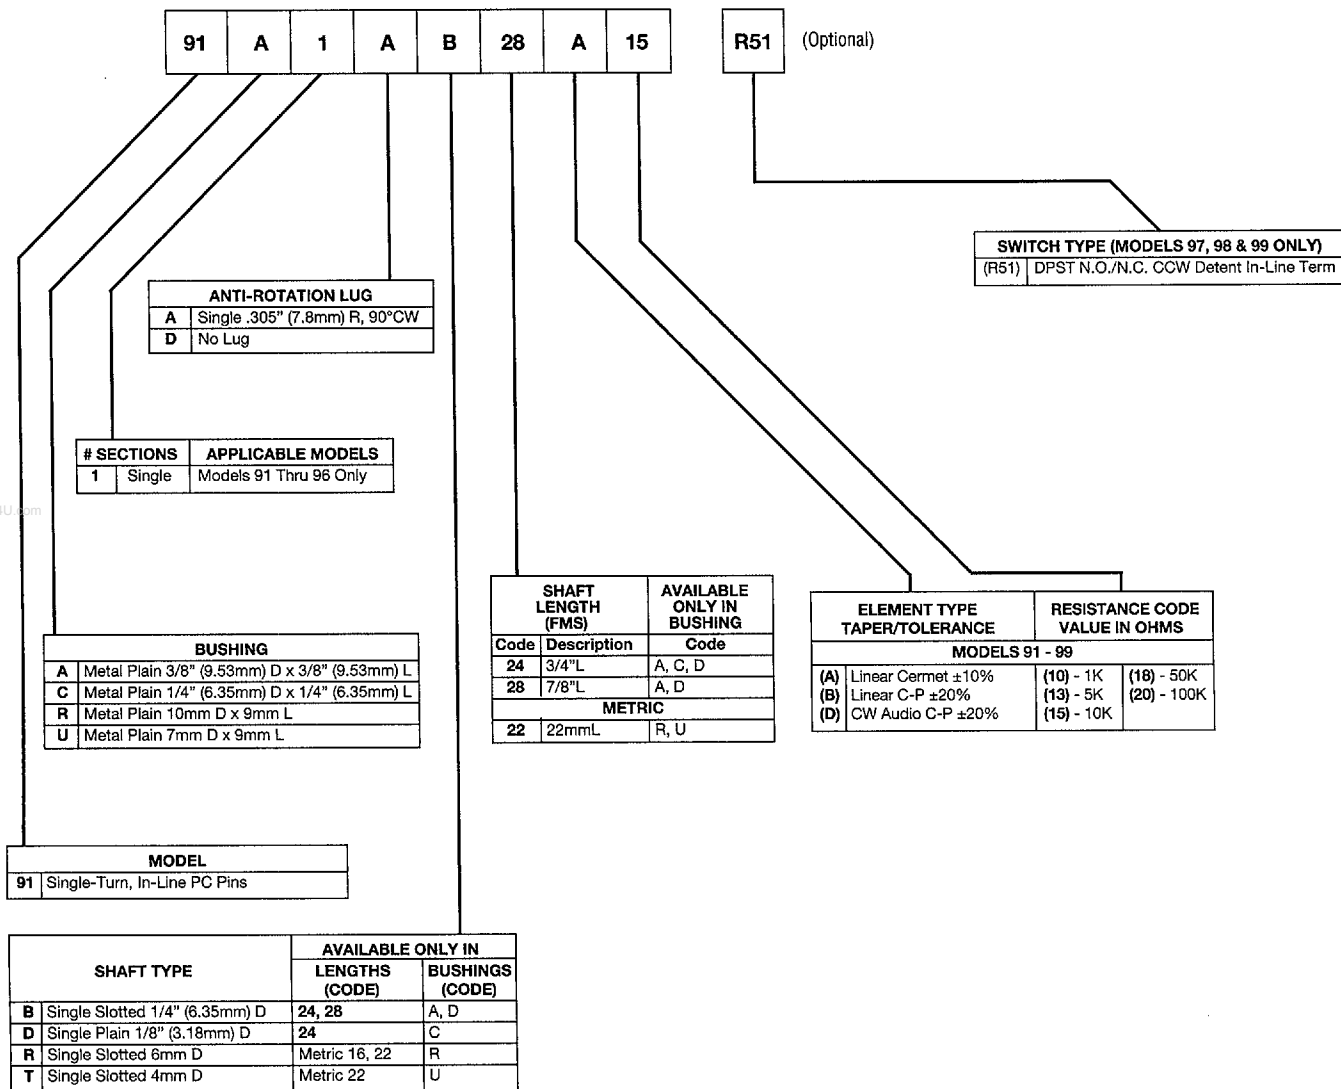 91 A 1 A B 28 A 15 R51 (Optional)
SWITCH TYPE (MODELS 97, 98 & 99 ONLY)
(R51) DPST N.O./N.C. CCW Detent In-Line Term
ANTI-ROTATION LUG
A Single .305" (7.8mm) R, 90°CW
D No Lug
# SECTIONS APPLICABLE MODELS
1 Single Models 91 Thru 96 Only
4U.com
BUSHING
A Metal Plain 3/8" (9.53mm) D x 3/8" (9.53mm) L
C Metal Plain 1/4" (6.35mm) D x 1/4" (6.35mm) L
R Metal Plain 10mm D x 9mm L
U Metal Plain 7mm D x 9mm L
SHAFT LENGTH (FMS) AVAILABLE ONLY IN BUSHING
Code Description Code
24 3/4"L A, C, D
28 7/8"L A, D
METRIC
22 22mmL R, U
ELEMENT TYPE RESISTANCE CODE
TAPER/TOLERANCE VALUE IN OHMS
MODELS 91 - 99
(A) Linear Cermet ±10% (10) - 1K (18) - 50K
(B) Linear C-P ±20% (13) - 5K (20) - 100K
(D) CW Audio C-P ±20% (15) - 10K
MODEL
91 Single-Turn, In-Line PC Pins
SHAFT TYPE AVAILABLE ONLY IN
LENGTHS (CODE) BUSHINGS (CODE)
B Single Slotted 1/4" (6.35mm) D 24, 28 A, D
D Single Plain 1/8" (3.18mm) D 24 C
R Single Slotted 6mm D Metric 16, 22 R
T Single Slotted 4mm D Metric 22 U